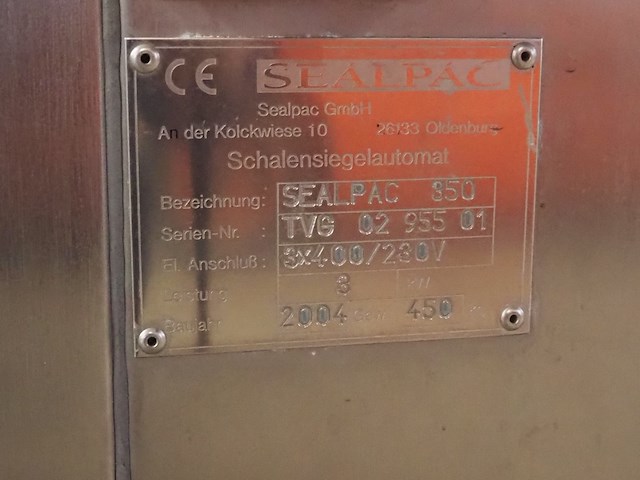 CE SEALPAC
Sealpac GmbH
An der Kolckwiese 10 26133 Oldenburg
Schalensiegelautomat
Bezeichnung: SEALPAC 850
Serien-Nr. : TVG 02 955 01
El. Anschluß: 3x400/230V
Leistung 8 kW
Baujahr 2004 Gew. 450